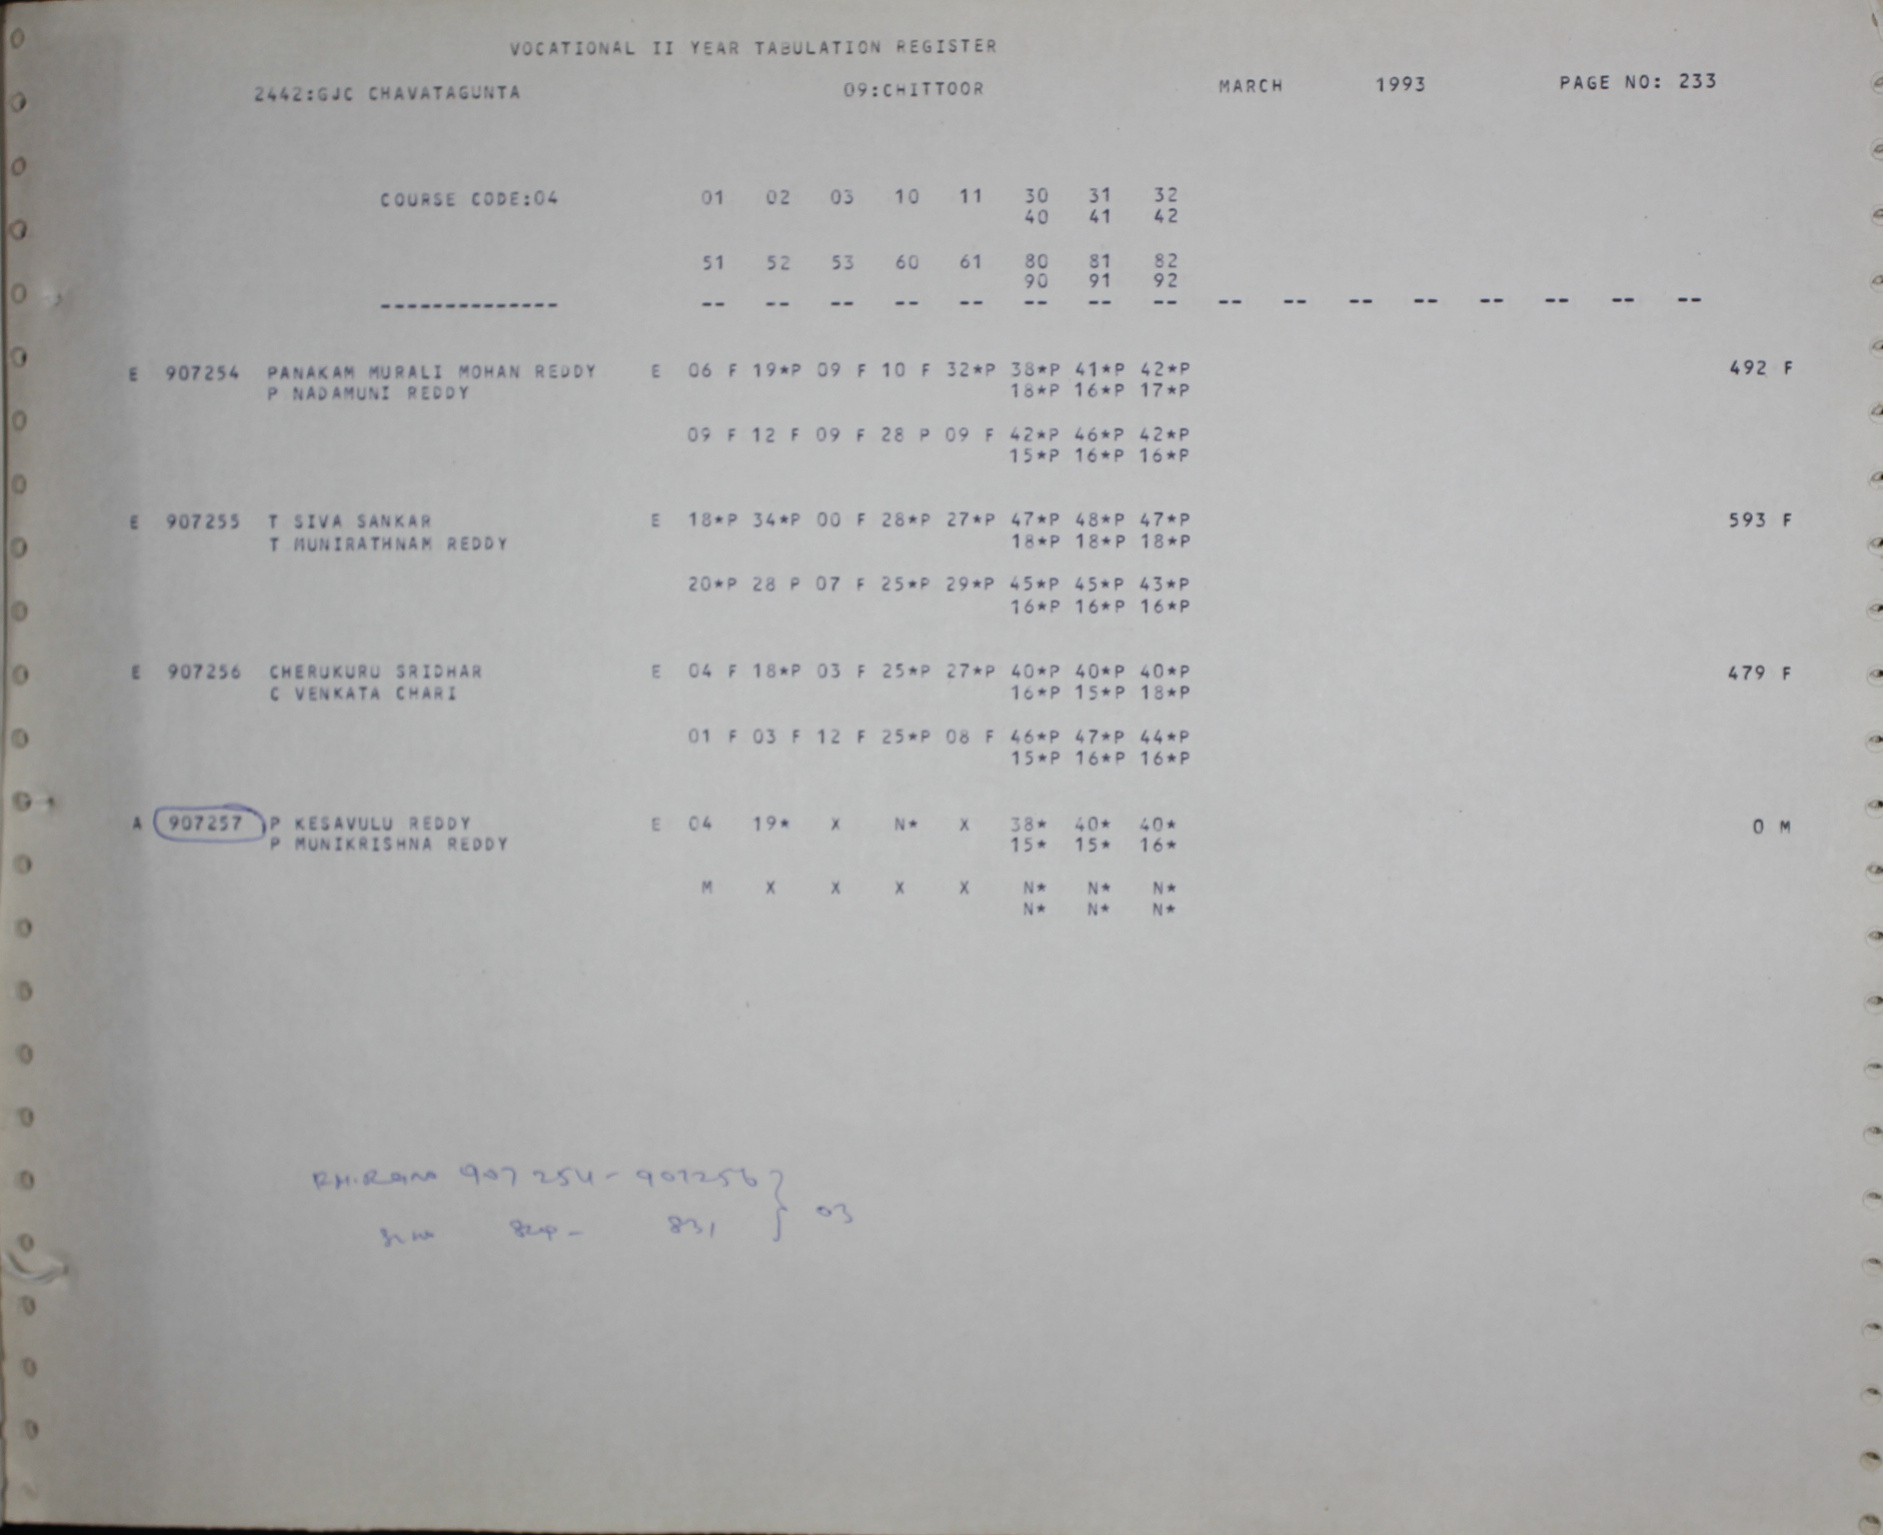 VOCATIONAL II YEAR TABULATION REGISTER
2442:GJC CHAVATAGUNTA 09:CHITTOOR MARCH 1993 PAGE NO: 233
COURSE CODE:04 01 02 03 10 11 30 31 32
40 41 42
51 52 53 60 61 80 81 82
90 91 92
-------------- -- -- -- -- -- -- -- -- -- -- -- -- -- -- -- --
E 907254 PANAKAM MURALI MOHAN REDDY E 06 F 19*P 09 F 10 F 32*P 38*P 41*P 42*P 492 F
P NADAMUNI REDDY 18*P 16*P 17*P
09 F 12 F 09 F 28 P 09 F 42*P 46*P 42*P
15*P 16*P 16*P
E 907255 T SIVA SANKAR E 18*P 34*P 00 F 28*P 27*P 47*P 48*P 47*P 593 F
T MUNIRATHNAM REDDY 18*P 18*P 18*P
20*P 28 P 07 F 25*P 29*P 45*P 45*P 43*P
16*P 16*P 16*P
E 907256 CHERUKURU SRIDHAR E 04 F 18*P 03 F 25*P 27*P 40*P 40*P 40*P 479 F
C VENKATA CHARI 16*P 15*P 18*P
01 F 03 F 12 F 25*P 08 F 46*P 47*P 44*P
15*P 16*P 16*P
A 907257 P KESAVULU REDDY E 04 19* X N* X 38* 40* 40* 0 M
P MUNIKRISHNA REDDY 15* 15* 16*
M X X X X N* N* N*
N* N* N*
907254 - 907256 } 03
831